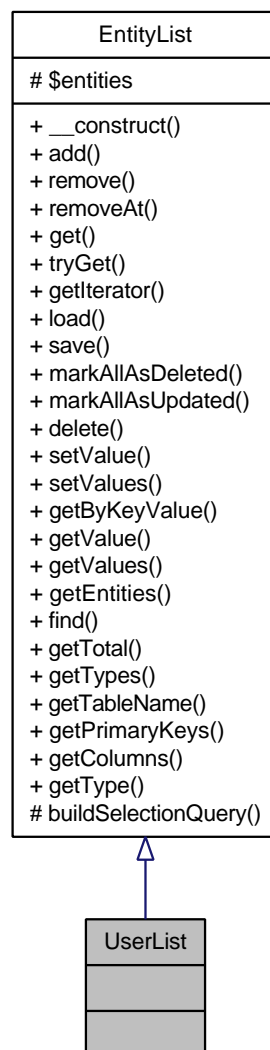 EntityList
# $entities
+ __construct()
+ add()
+ remove()
+ removeAt()
+ get()
+ tryGet()
+ getIterator()
+ load()
+ save()
+ markAllAsDeleted()
+ markAllAsUpdated()
+ delete()
+ setValue()
+ setValues()
+ getByKeyValue()
+ getValue()
+ getValues()
+ getEntities()
+ find()
+ getTotal()
+ getTypes()
+ getTableName()
+ getPrimaryKeys()
+ getColumns()
+ getType()
# buildSelectionQuery()
UserList